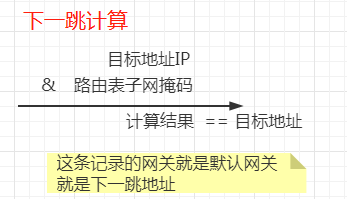 下一跳计算
目标地址IP
& 路由表子网掩码
计算结果 == 目标地址
这条记录的网关就是默认网关
就是下一跳地址